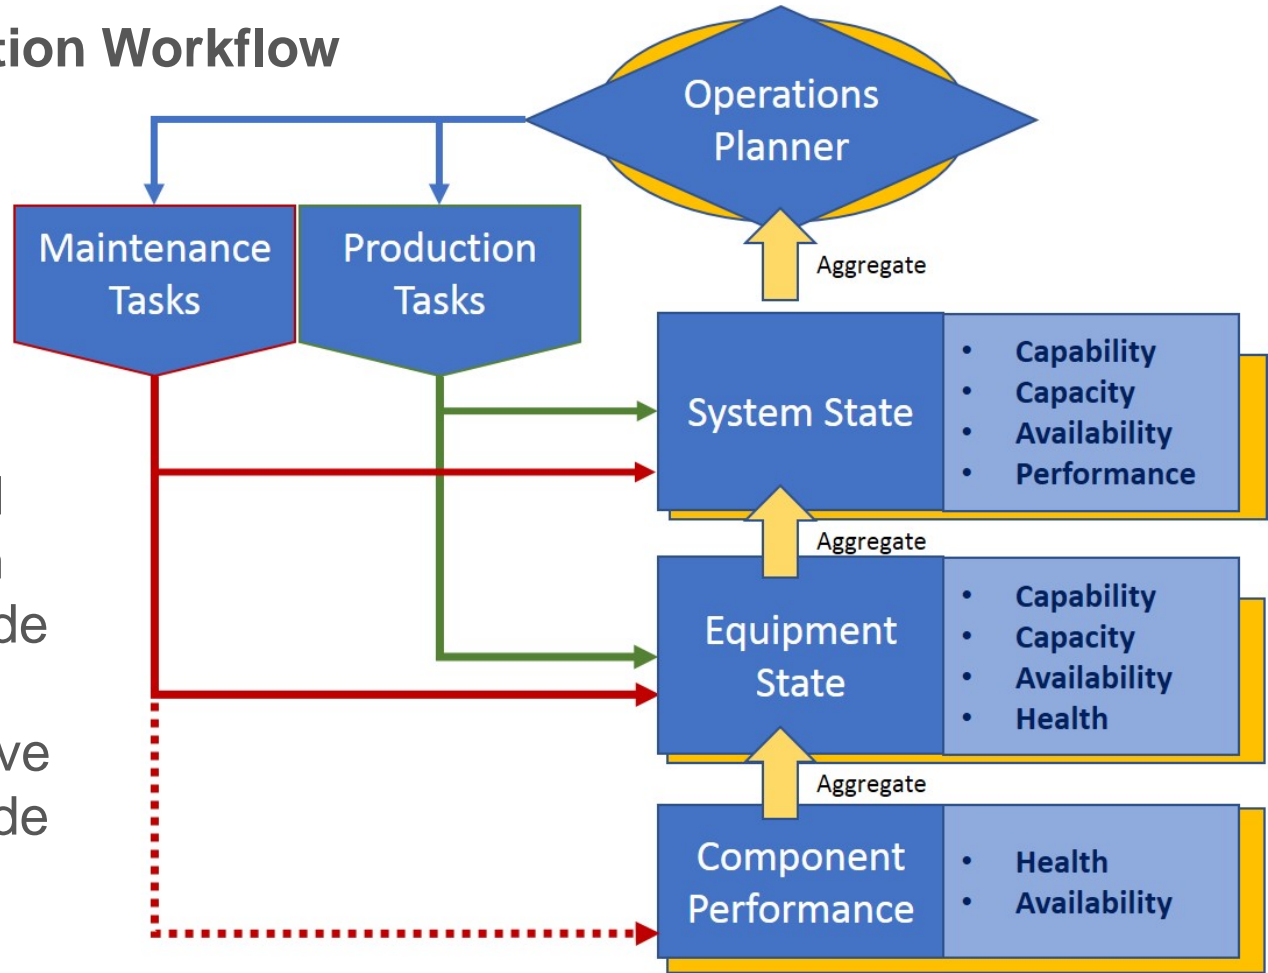 tion Workflow
Operations
Planner
Maintenance
Tasks
Production
Tasks
Aggregate
System State
• Capability
• Capacity
• Availability
• Performance
Aggregate
de
Equipment
State
• Capability
• Capacity
• Availability
• Health
ve
de
Aggregate
Component
Performance
• Health
• Availability